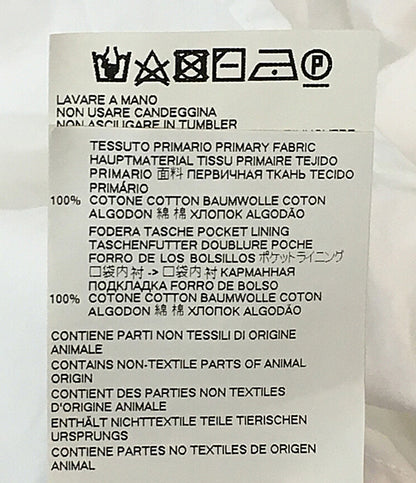 LAVARE A MANO
NON USARE CANDEGGINA
NON ASCIUGARE IN TUMBLER
TESSUTO PRIMARIO PRIMARY FABRIC
HAUPTMATERIAL TISSU PRIMAIRE TEJIDO
PRIMARIO 面料 ПЕРВИЧНАЯ ТКАНЬ TECIDO
PRIMÁRIO
100% COTONE COTTON BAUMWOLLE COTON
ALGODON 綿 棉 ХЛОПОК ALGODÃO
FODERA TASCHE POCKET LINING
TASCHENFUTTER DOUBLURE POCHE
FORRO DE LOS BOLSILLOS ポケットライニング
口袋内衬 -> 口袋内衬 КАРМАННАЯ
ПОДКЛАДКА FORRO DE BOLSO
100% COTONE COTTON BAUMWOLLE COTON
ALGODON 綿 棉 ХЛОПОК ALGODÃO
CONTIENE PARTI NON TESSILI DI ORIGINE
ANIMALE
CONTAINS NON-TEXTILE PARTS OF ANIMAL
ORIGIN
CONTIENT DES PARTIES NON TEXTILES
D'ORIGINE ANIMALE
ENTHÄLT NICHTTEXTILE TEILE TIERISCHEN
URSPRUNGS
CONTIENE PARTES NO TEXTILES DE ORIGEN
ANIMAL